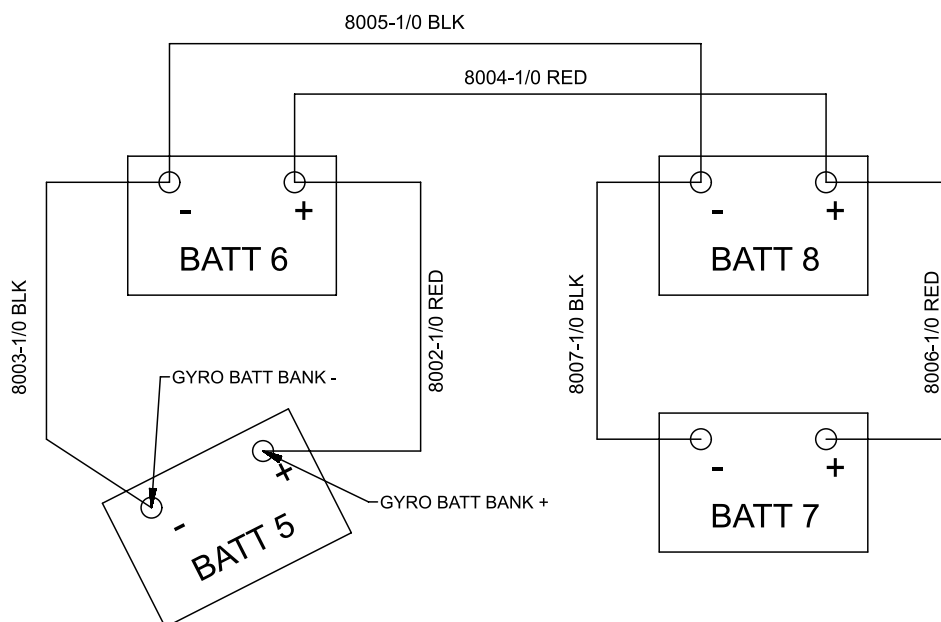 8005-1/0 BLK
8004-1/0 RED
- +
BATT 6
- +
BATT 8
8003-1/0 BLK
8002-1/0 RED
8007-1/0 BLK
8006-1/0 RED
GYRO BATT BANK -
GYRO BATT BANK +
- +
BATT 5
- +
BATT 7